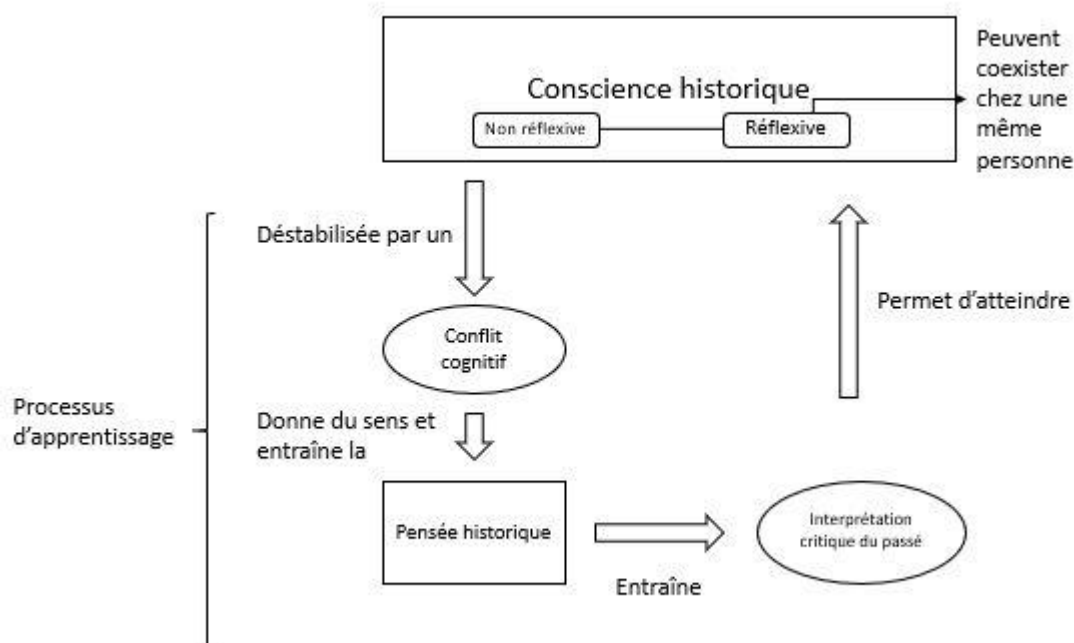 Conscience historique
Non réflexive
Réflexive
Peuvent
coexister
chez une
même
personne
Déstabilisée par un
Conflit
cognitif
Donne du sens et
entraîne la
Pensée historique
Entraîne
Interprétation
critique du passé
Permet d'atteindre
Processus
d'apprentissage